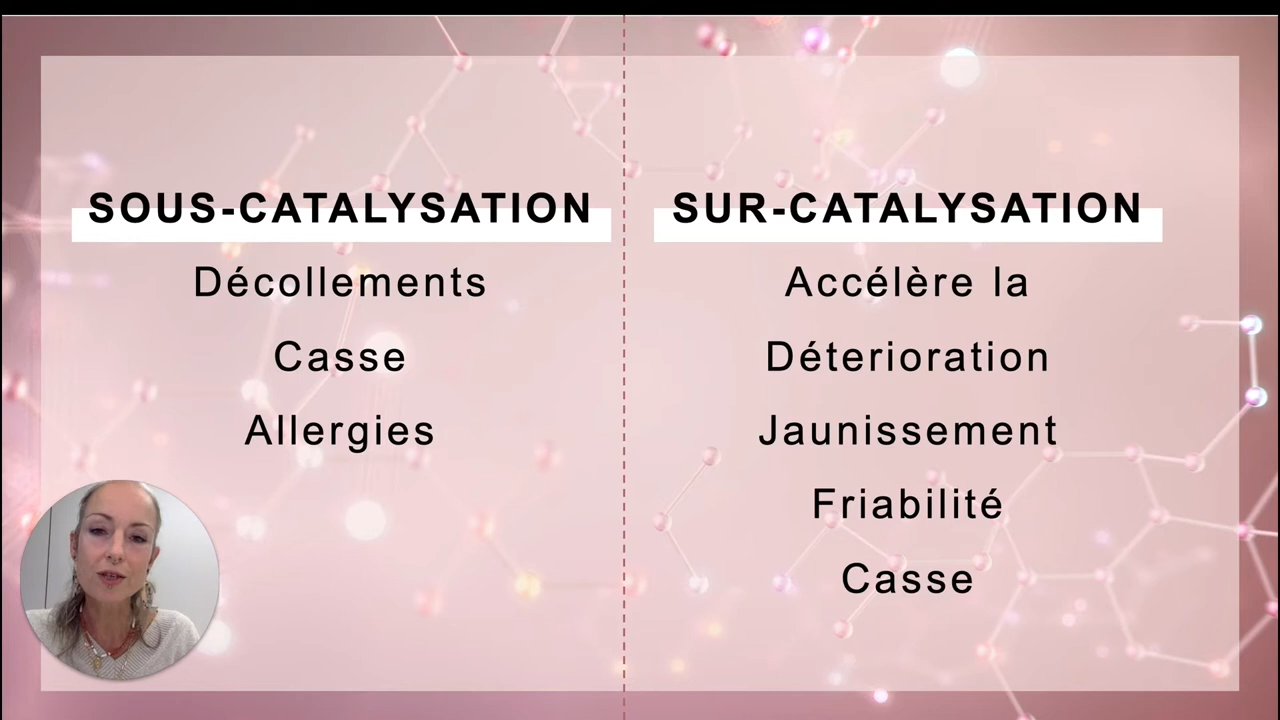 SOUS-CATALYSATION
Décollements
Casse
Allergies
SUR-CATALYSATION
Accélère la
Déterioration
Jaunissement
Friabilité
Casse